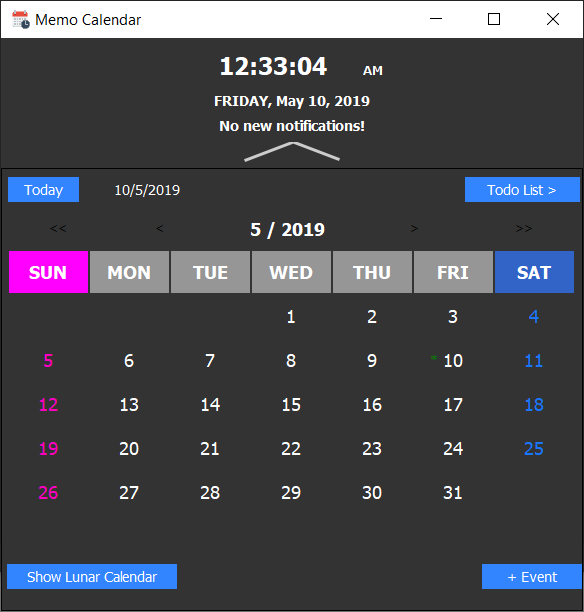 Memo Calendar
12:33:04 AM
FRIDAY, May 10, 2019
No new notifications!
Today 10/5/2019 Todo List >
<< < 5 / 2019 > >>
SUN MON TUE WED THU FRI SAT
1 2 3 4
5 6 7 8 9 10 11
12 13 14 15 16 17 18
19 20 21 22 23 24 25
26 27 28 29 30 31
Show Lunar Calendar + Event